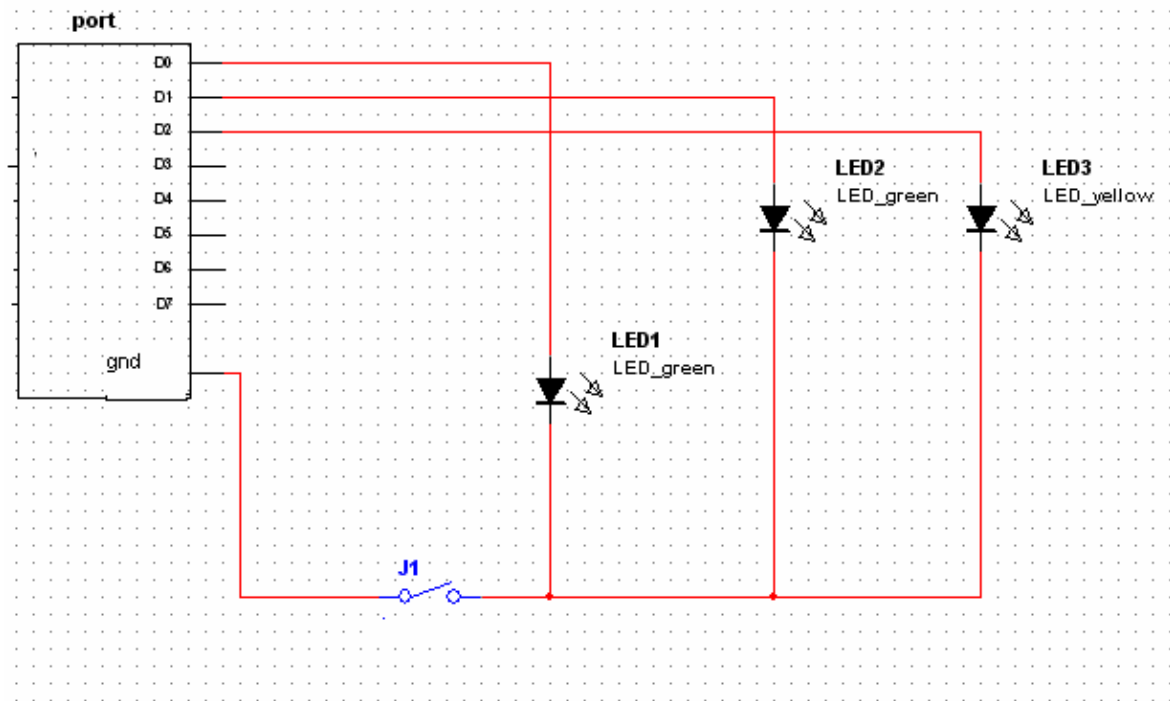 port
D0
D1
D2
D3
D4
D5
D6
D7
gnd
LED2
LED_green
LED3
LED_yellow
LED1
LED_green
J1